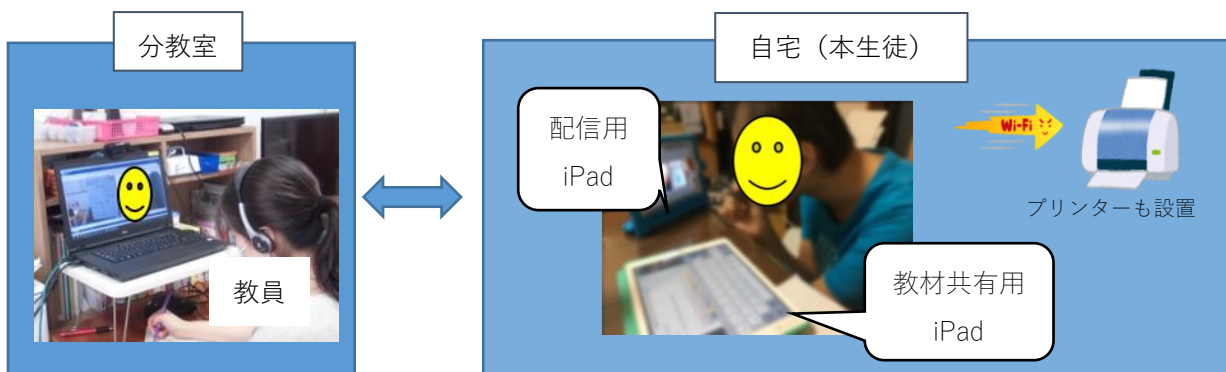 分教室
自宅（本生徒）
配信用
iPad
Wi-Fi
プリンターも設置
教員
教材共有用
iPad